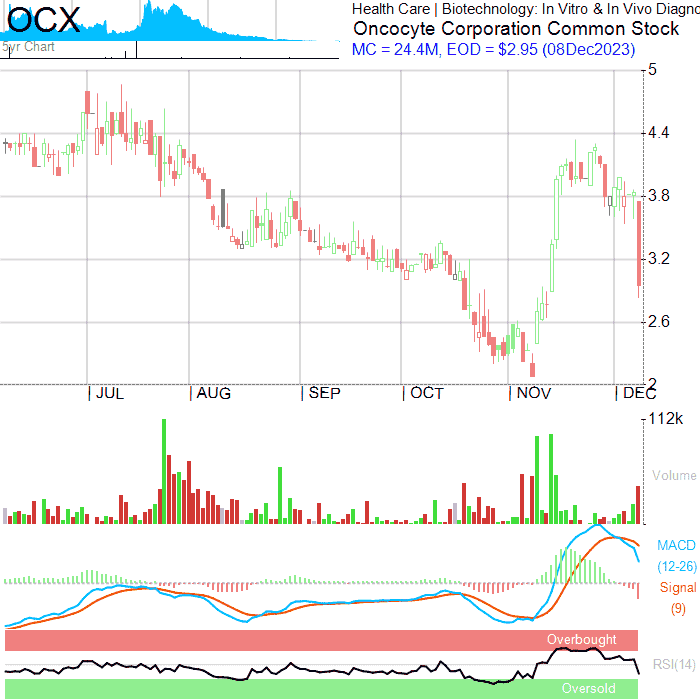 OCX
5yr Chart
Health Care | Biotechnology: In Vitro & In Vivo Diagno
Oncocyte Corporation Common Stock
MC = 24.4M, EOD = $2.95 (08Dec2023)
5
4.4
3.8
3.2
2.6
2
JUL AUG SEP OCT NOV DEC
112k
Volume
MACD
(12-26)
Signal
(9)
Overbought
RSI(14)
Oversold